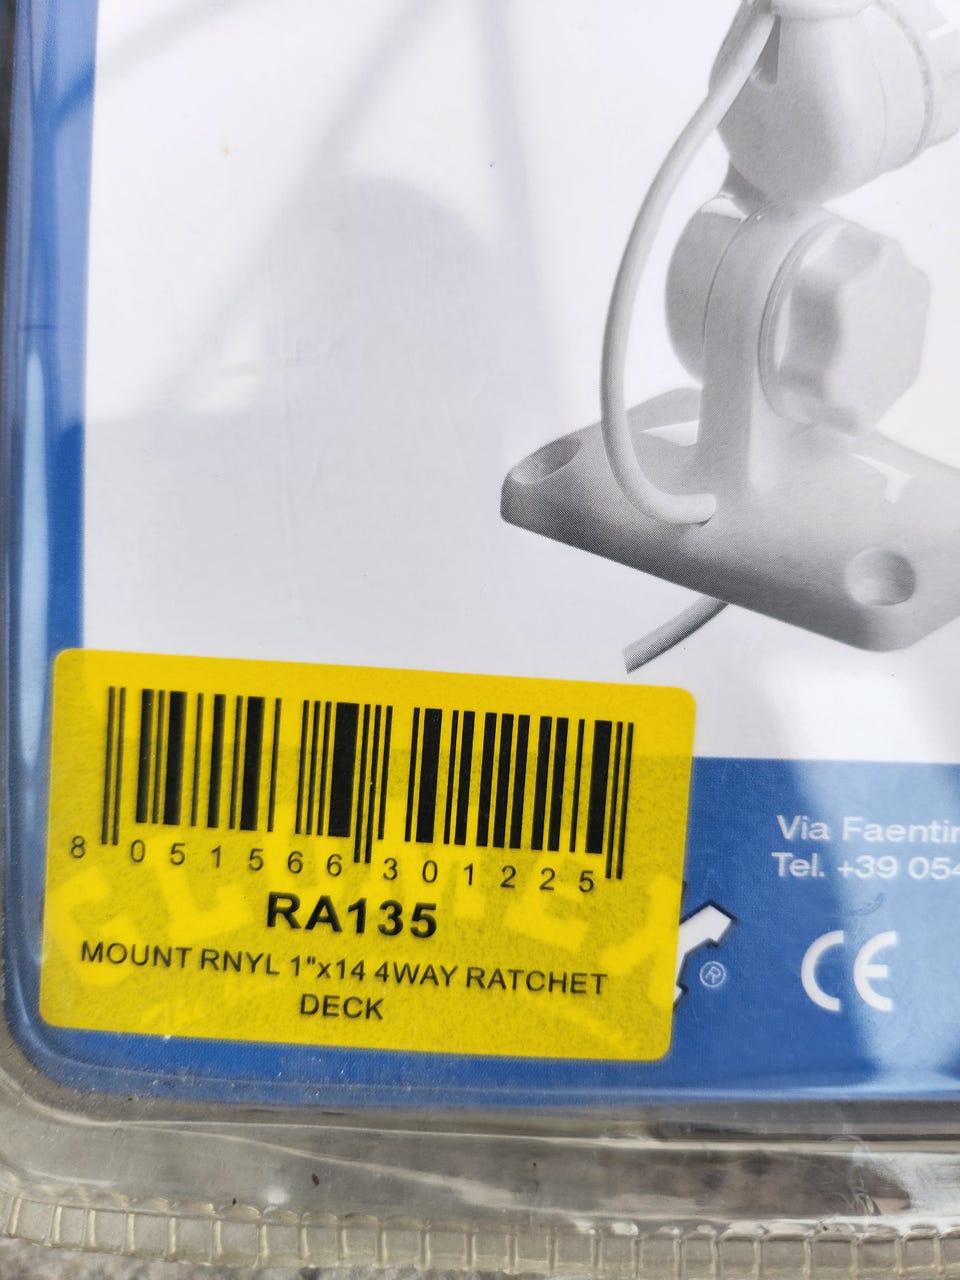 8 051566 301225
RA135
MOUNT RNYL 1"x14 4WAY RATCHET
DECK
Via Faentin
Tel. +39 054
®
CE